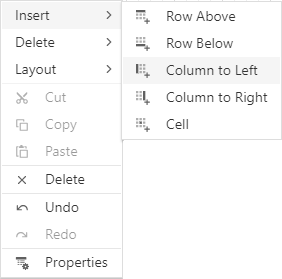 Insert
Delete
Layout
Cut
Copy
Paste
Delete
Undo
Redo
Properties
Row Above
Row Below
Column to Left
Column to Right
Cell